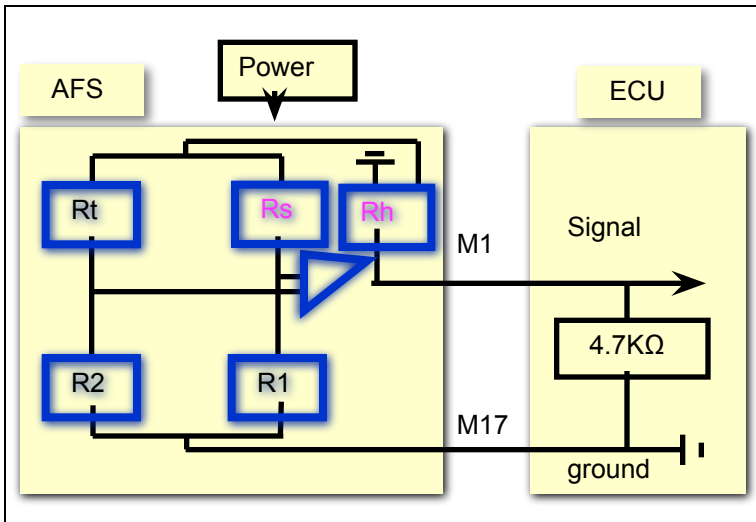 Power
AFS
ECU
Rt
Rs
Rh
M1
Signal
4.7KΩ
R2
R1
M17
ground